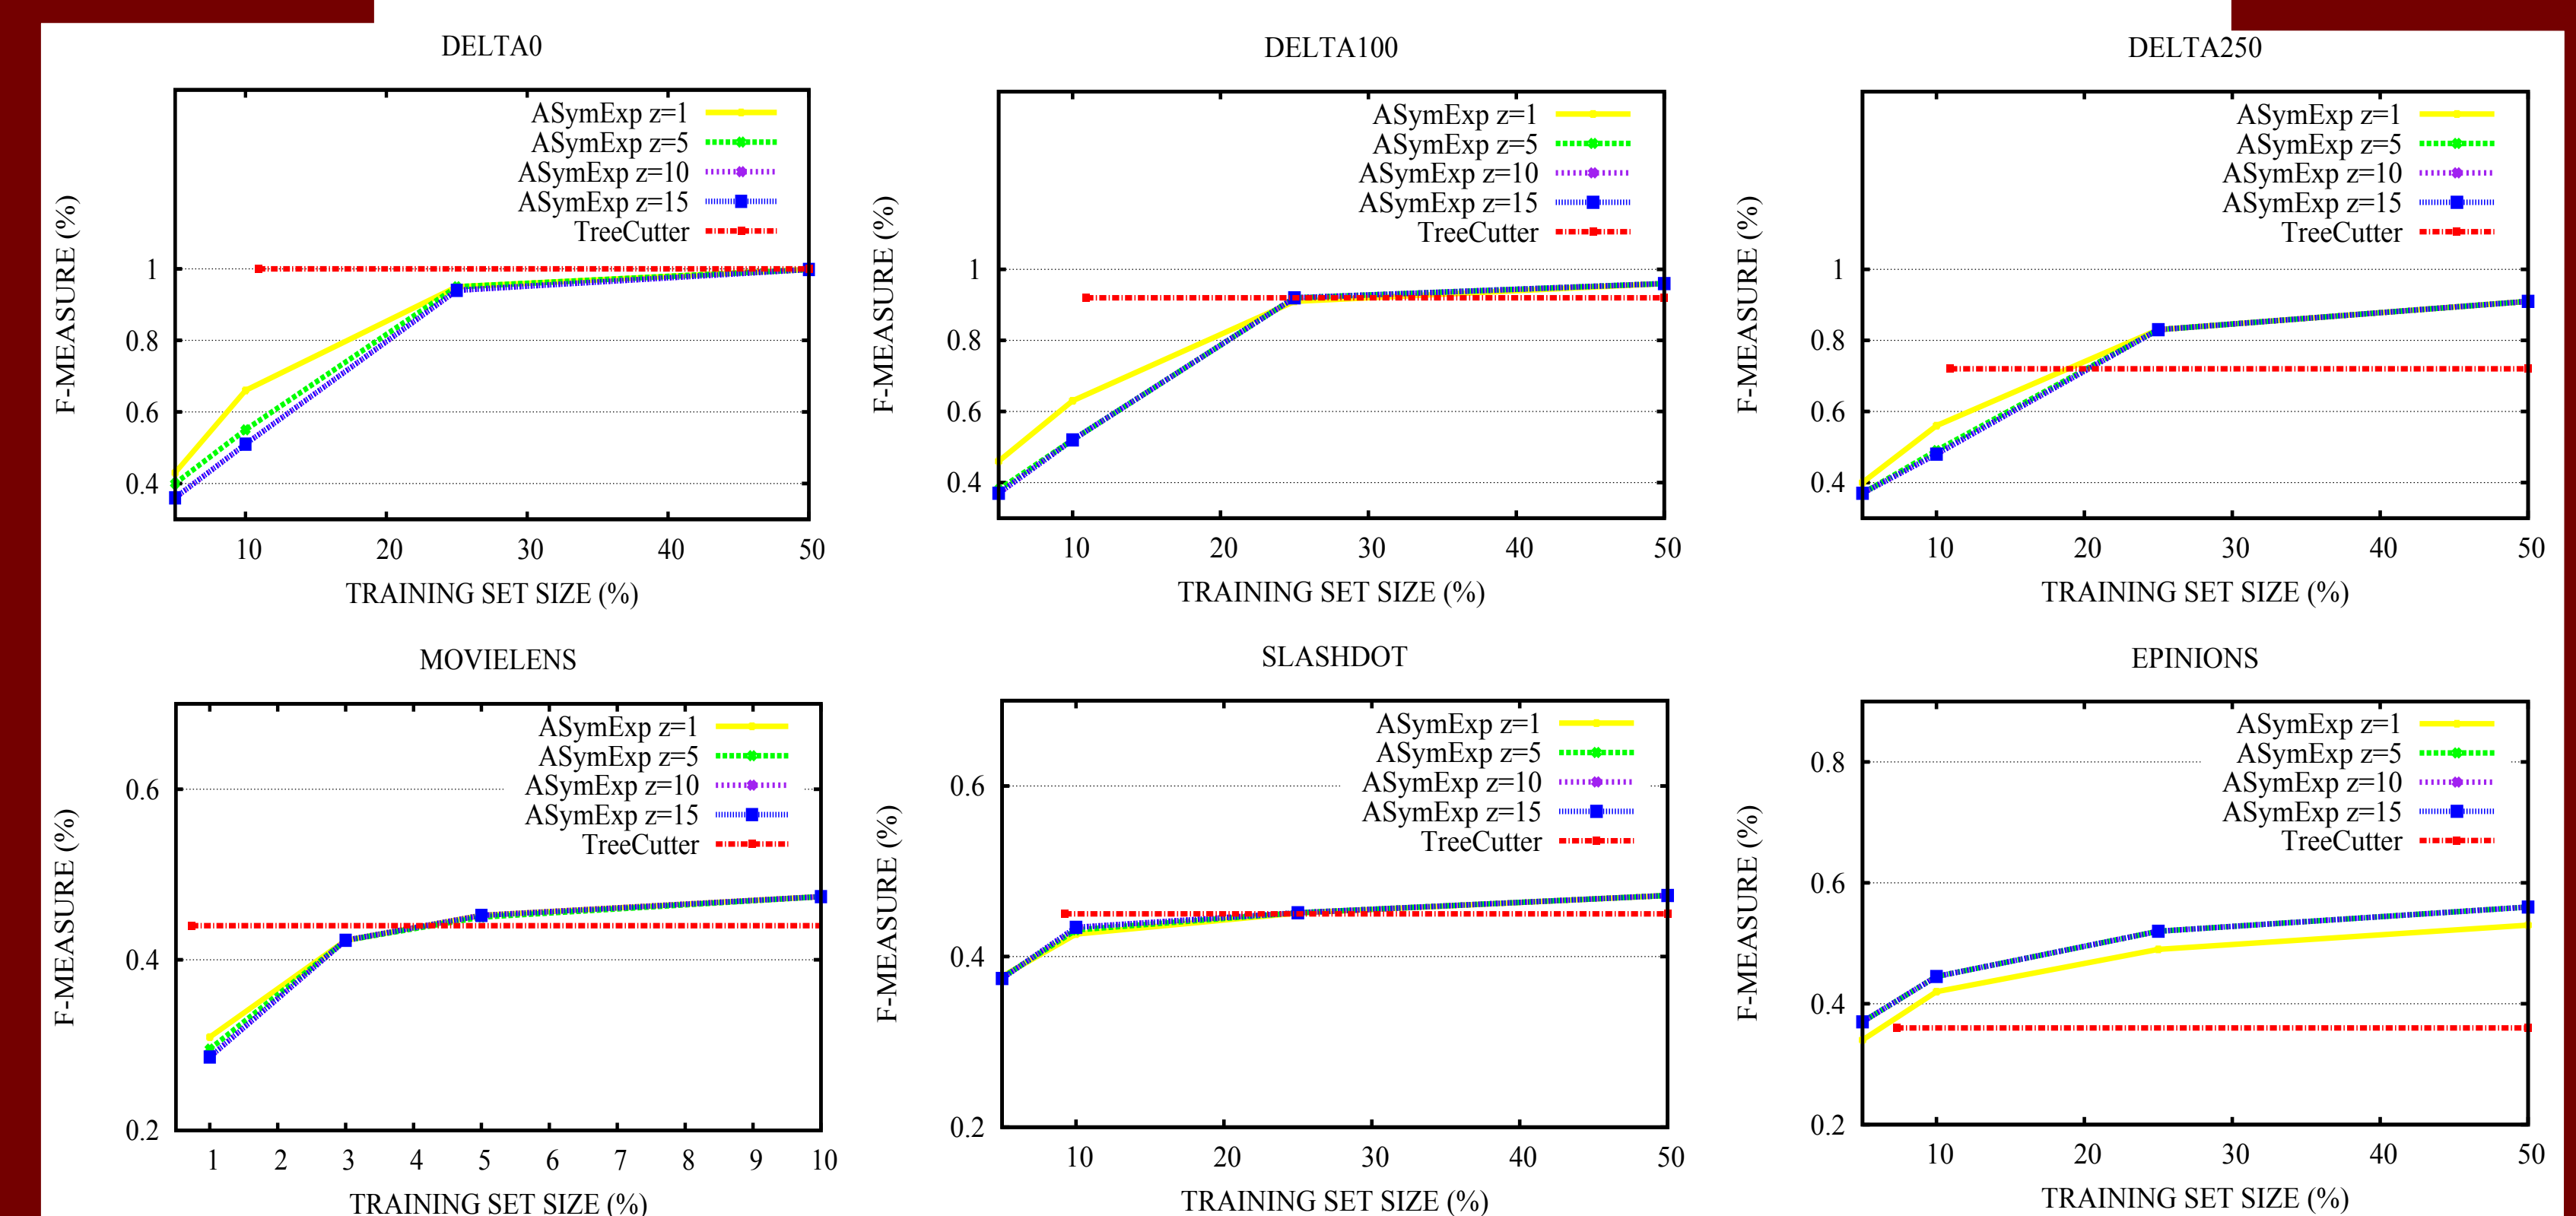 DELTA0
F-MEASURE (%)
ASymExp z=1
ASymExp z=5
ASymExp z=10
ASymExp z=15
TreeCutter
1
0.8
0.6
0.4
10 20 30 40 50
TRAINING SET SIZE (%)
DELTA100
F-MEASURE (%)
ASymExp z=1
ASymExp z=5
ASymExp z=10
ASymExp z=15
TreeCutter
1
0.8
0.6
0.4
10 20 30 40 50
TRAINING SET SIZE (%)
DELTA250
F-MEASURE (%)
ASymExp z=1
ASymExp z=5
ASymExp z=10
ASymExp z=15
TreeCutter
1
0.8
0.6
0.4
10 20 30 40 50
TRAINING SET SIZE (%)
MOVIELENS
F-MEASURE (%)
ASymExp z=1
ASymExp z=5
ASymExp z=10
ASymExp z=15
TreeCutter
0.6
0.4
0.2
1 2 3 4 5 6 7 8 9 10
TRAINING SET SIZE (%)
SLASHDOT
F-MEASURE (%)
ASymExp z=1
ASymExp z=5
ASymExp z=10
ASymExp z=15
TreeCutter
0.6
0.4
0.2
10 20 30 40 50
TRAINING SET SIZE (%)
EPINIONS
F-MEASURE (%)
ASymExp z=1
ASymExp z=5
ASymExp z=10
ASymExp z=15
TreeCutter
0.8
0.6
0.4
0.2
10 20 30 40 50
TRAINING SET SIZE (%)